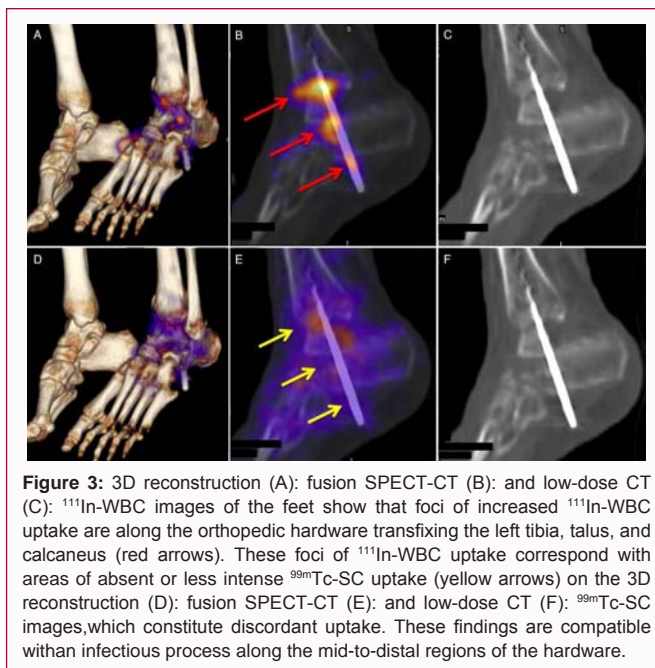 A
B
C
D
E
F
Figure 3: 3D reconstruction (A): fusion SPECT-CT (B): and low-dose CT
(C): ¹¹¹In-WBC images of the feet show that foci of increased ¹¹¹In-WBC
uptake are along the orthopedic hardware transfixing the left tibia, talus, and
calcaneus (red arrows). These foci of ¹¹¹In-WBC uptake correspond with
areas of absent or less intense ⁹⁹ᵐTc-SC uptake (yellow arrows) on the 3D
reconstruction (D): fusion SPECT-CT (E): and low-dose CT (F): ⁹⁹ᵐTc-SC
images,which constitute discordant uptake. These findings are compatible
withan infectious process along the mid-to-distal regions of the hardware.